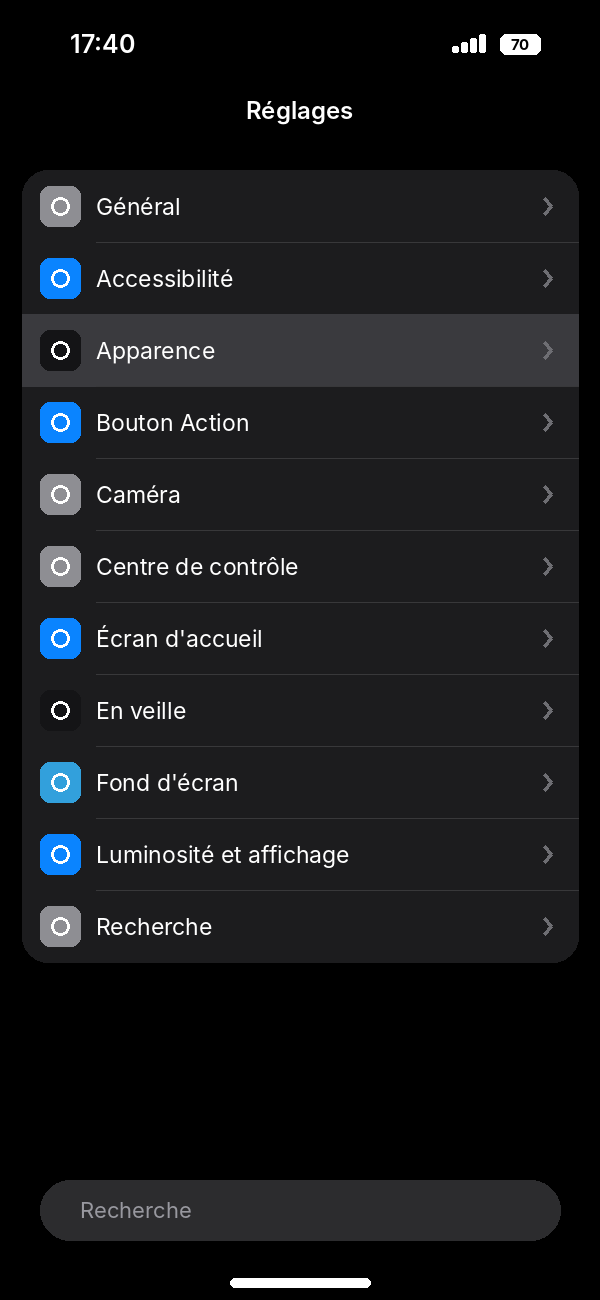 17:40
70
Réglages
Général
Accessibilité
Apparence
Bouton Action
Caméra
Centre de contrôle
Écran d'accueil
En veille
Fond d'écran
Luminosité et affichage
Recherche
Recherche